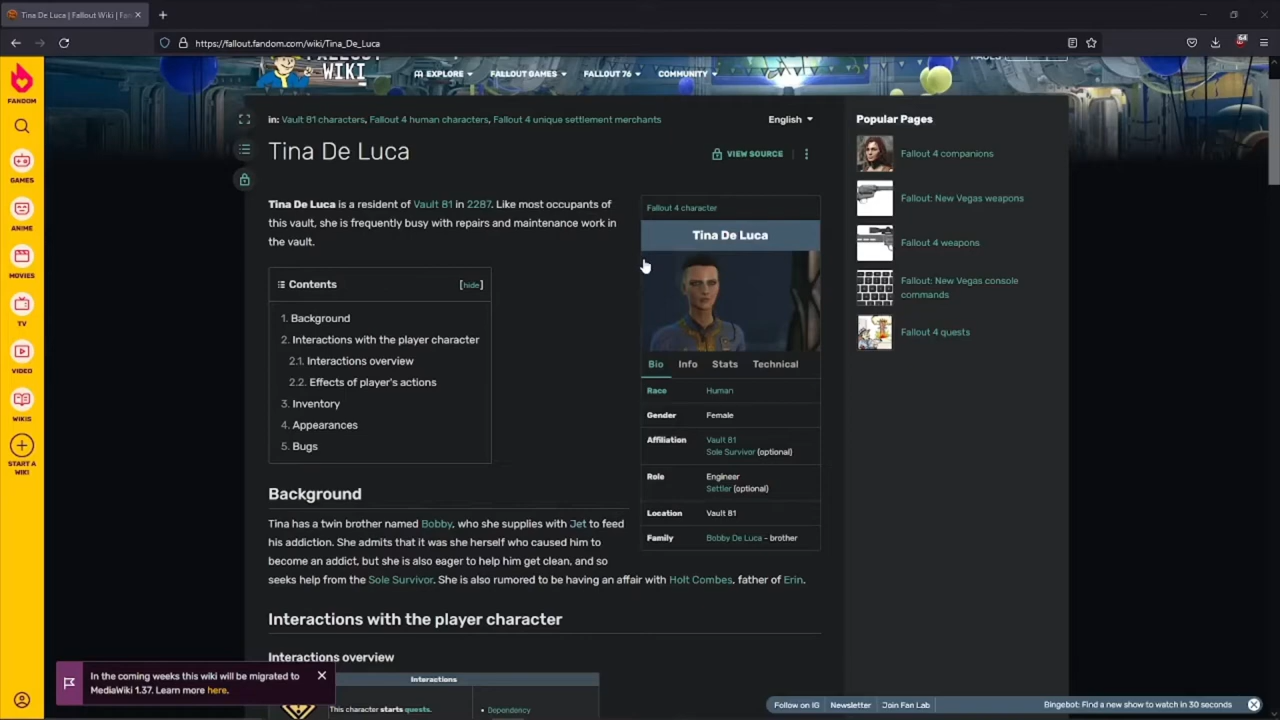 Tina De Luca | Fallout Wiki | Fan
https://fallout.fandom.com/wiki/Tina_De_Luca
64
FANDOM
GAMES
ANIME
MOVIES
TV
VIDEO
WIKIS
START A
WIKI
WIKI
EXPLORE
FALLOUT GAMES
FALLOUT 76
COMMUNITY
in: Vault 81 characters, Fallout 4 human characters, Fallout 4 unique settlement merchants
English
Tina De Luca
VIEW SOURCE
Tina De Luca is a resident of Vault 81 in 2287. Like most occupants of
this vault, she is frequently busy with repairs and maintenance work in
the vault.
Contents [hide]
1. Background
2. Interactions with the player character
2.1. Interactions overview
2.2. Effects of player's actions
3. Inventory
4. Appearances
5. Bugs
Fallout 4 character
Tina De Luca
Bio Info Stats Technical
Race Human
Gender Female
Affiliation Vault 81
Sole Survivor (optional)
Role Engineer
Settler (optional)
Location Vault 81
Family Bobby De Luca - brother
Background
Tina has a twin brother named Bobby, who she supplies with Jet to feed
his addiction. She admits that it was she herself who caused him to
become an addict, but she is also eager to help him get clean, and so
seeks help from the Sole Survivor. She is also rumored to be having an affair with Holt Combes, father of Erin.
Interactions with the player character
Interactions overview
Interactions
This character starts quests.
• Dependency
Popular Pages
Fallout 4 companions
Fallout: New Vegas weapons
Fallout 4 weapons
Fallout: New Vegas console
commands
Fallout 4 quests
In the coming weeks this wiki will be migrated to
MediaWiki 1.37. Learn more here.
Follow on IG
Newsletter
Join Fan Lab
Bingebot: Find a new show to watch in 30 seconds